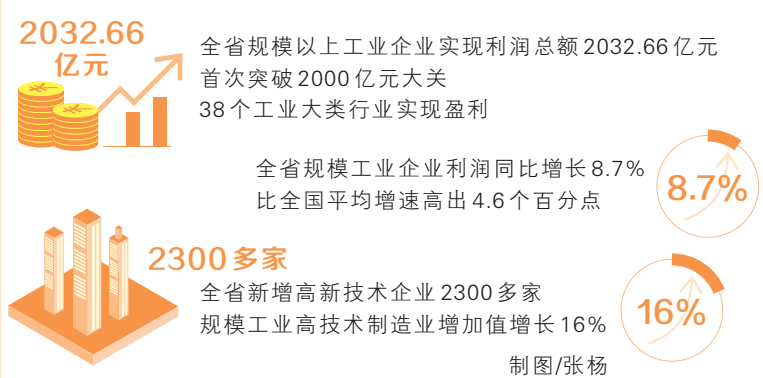 2032.66
亿元
全省规模以上工业企业实现利润总额2032.66亿元
首次突破2000亿元大关
38个工业大类行业实现盈利
全省规模工业企业利润同比增长8.7%
比全国平均增速高出4.6个百分点
8.7%
2300多家
全省新增高新技术企业2300多家
规模工业高技术制造业增加值增长16%
16%
制图/张杨